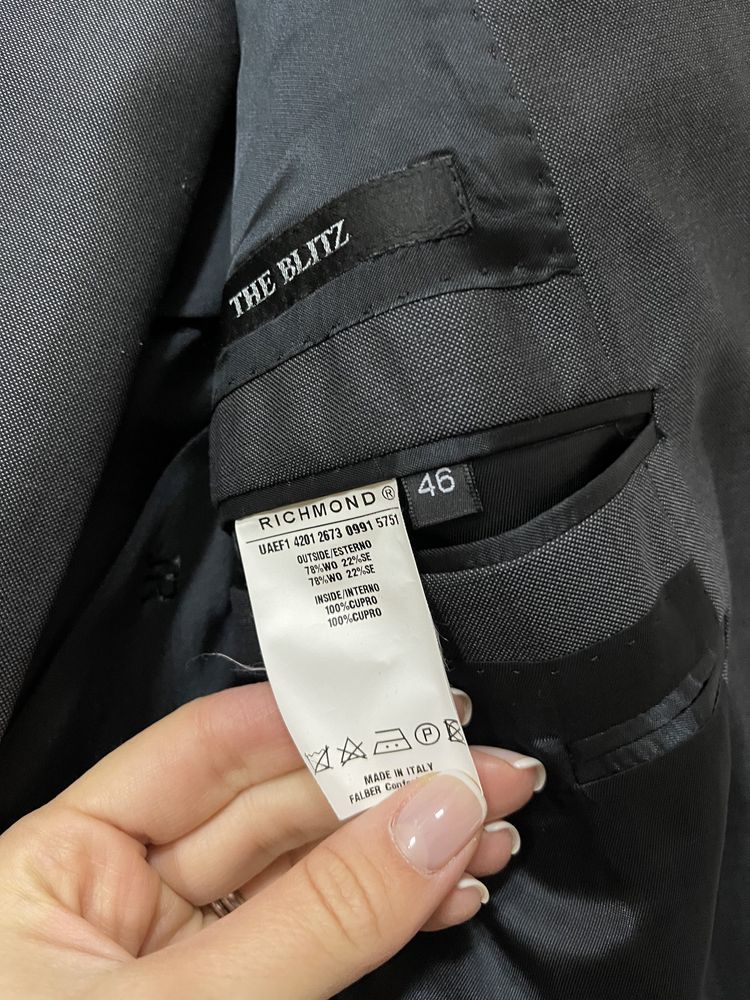 THE BLITZ
46
RICHMOND ®
UAEF1 4201 2673 0991 5751
OUTSIDE/ESTERNO
78%WO 22%SE
78%WO 22%SE
INSIDE/INTERNO
100%CUPRO
100%CUPRO
P
MADE IN ITALY
FALBER